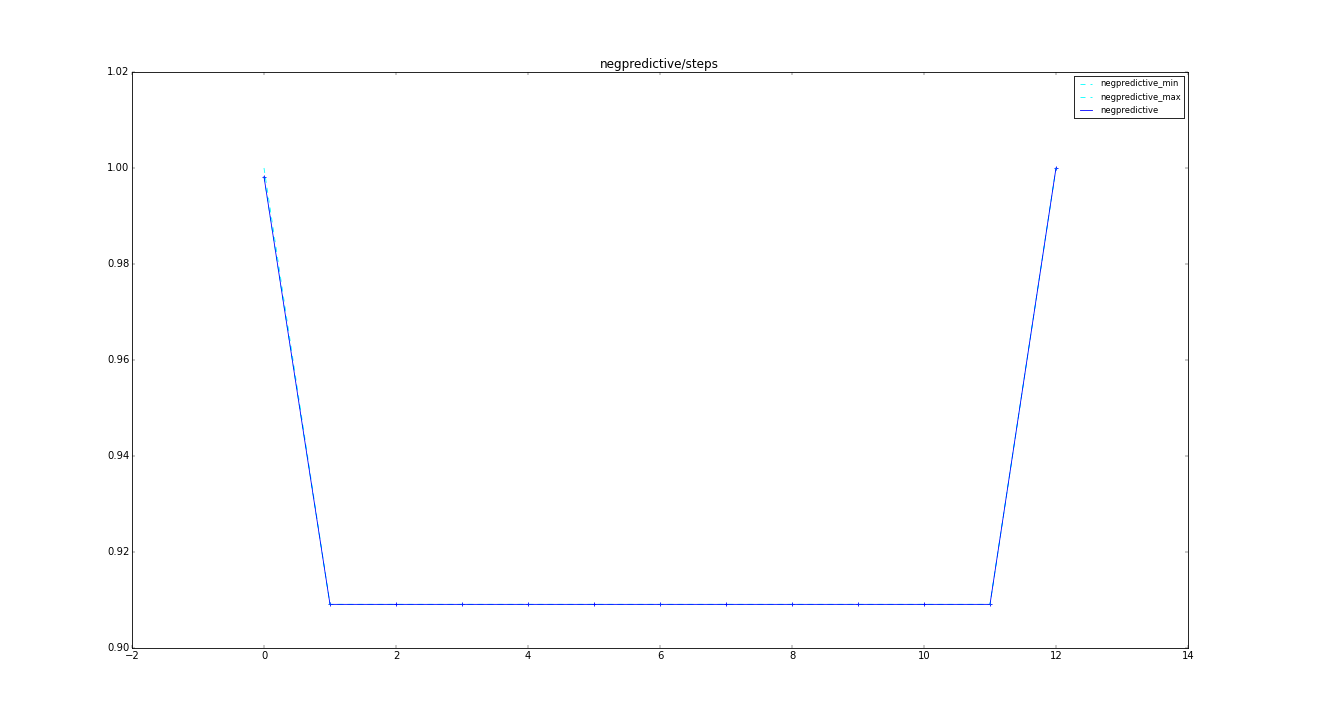 negpredictive/steps
1.02
negpredictive_min
negpredictive_max
negpredictive
1.00
0.98
0.96
0.94
0.92
0.90
−2 0 2 4 6 8 10 12 14